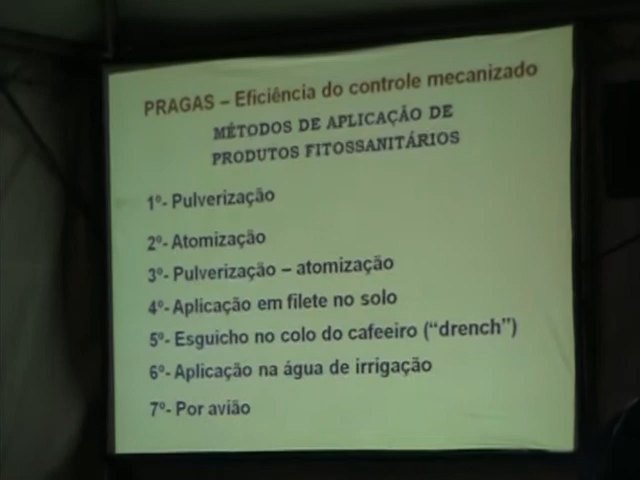 PRAGAS – Eficiência do controle mecanizado
MÉTODOS DE APLICAÇÃO DE
PRODUTOS FITOSSANITÁRIOS
1º- Pulverização
2º- Atomização
3º- Pulverização – atomização
4º- Aplicação em filete no solo
5º- Esguicho no colo do cafeeiro (“drench”)
6º- Aplicação na água de irrigação
7º- Por avião